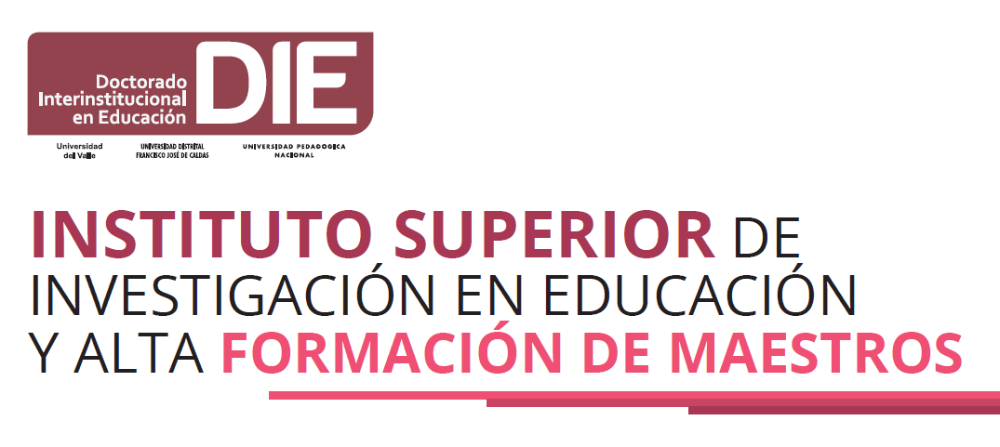 Doctorado
Interinstitucional
en Educación
DIE
Universidad
del Valle
UNIVERSIDAD DISTRITAL
FRANCISCO JOSÉ DE CALDAS
UNIVERSIDAD PEDAGOGICA
NACIONAL
INSTITUTO SUPERIOR DE
INVESTIGACIÓN EN EDUCACIÓN
Y ALTA FORMACIÓN DE MAESTROS